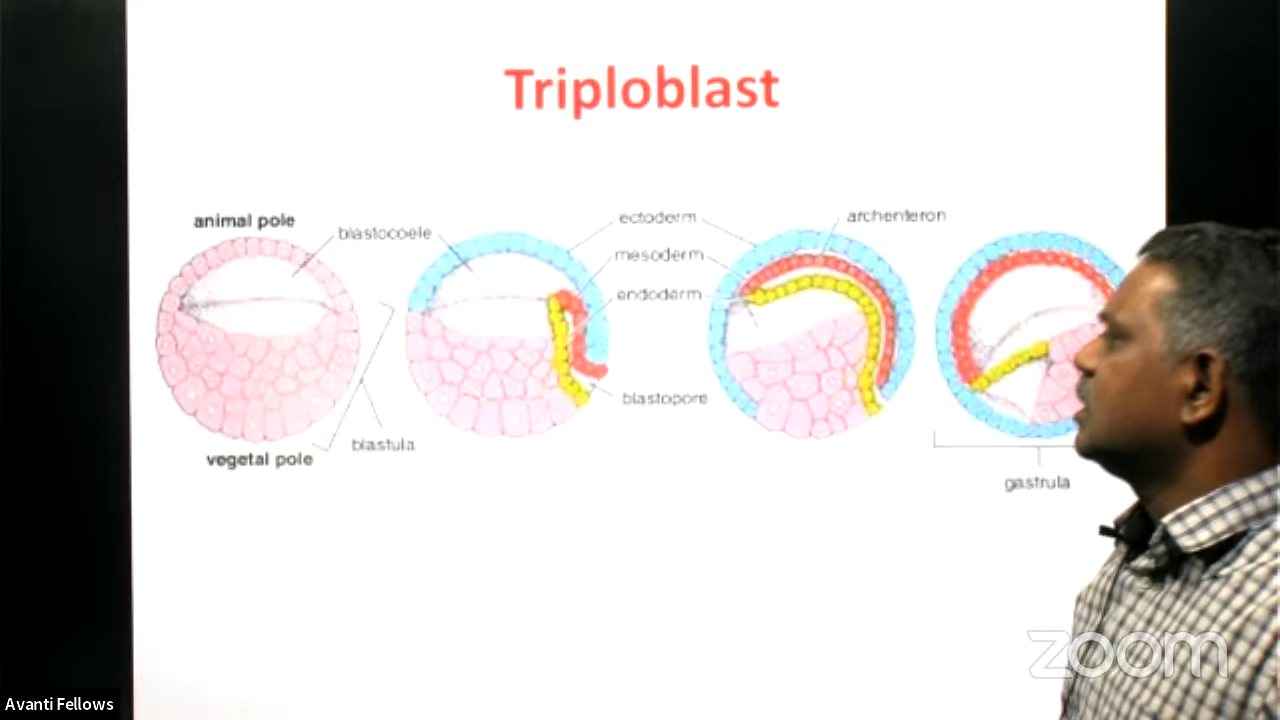 Triploblast
animal pole
blastocoele
ectoderm
mesoderm
endoderm
archenteron
blastopore
blastula
vegetal pole
gastrula
zoom
Avanti Fellows